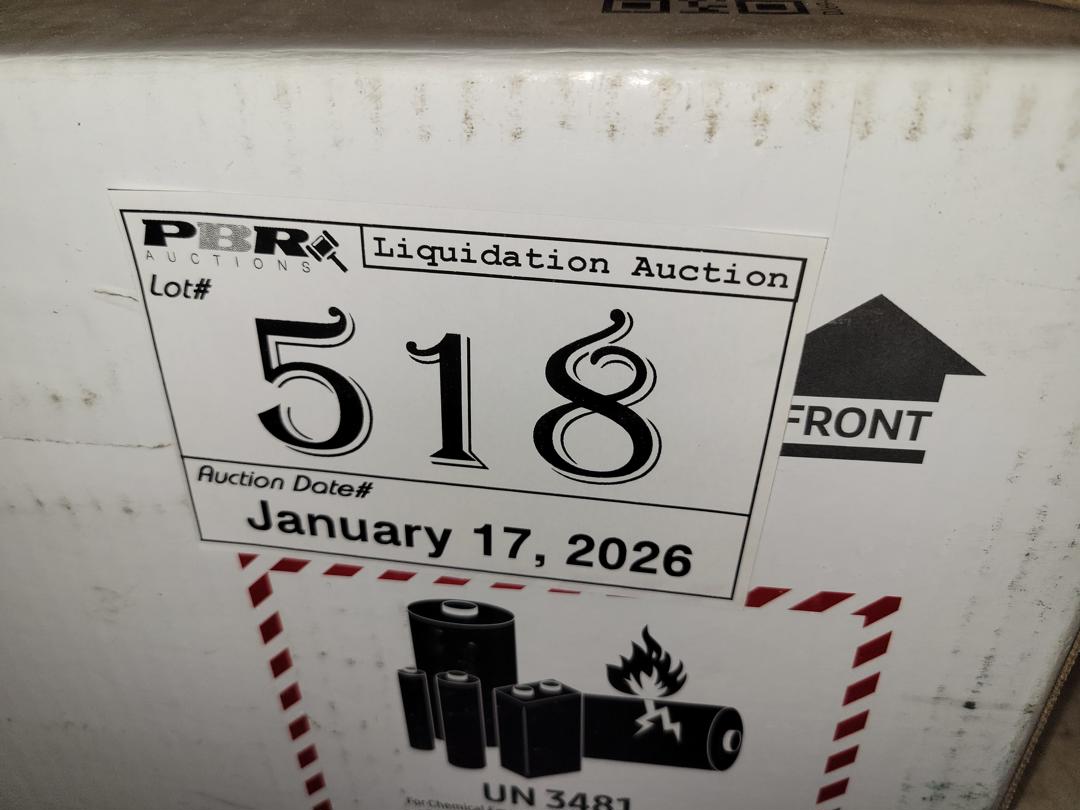 PBR
AUCTIONS
Liquidation Auction
Lot#
518
FRONT
Auction Date#
January 17, 2026
UN 3481